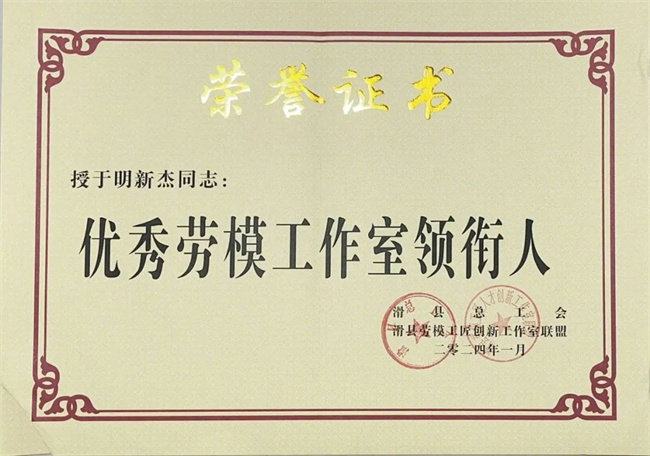 荣誉证书
授于明新杰同志：
优秀劳模工作室领衔人
滑县总工会
滑县劳模工匠创新工作室联盟
二零二四年一月